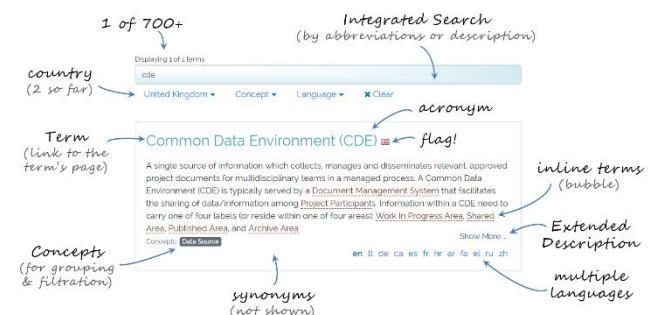 1 of 700+
Integrated Search
(by abbreviations or description)
Displaying 1 of 1 terms
cde
country
(2 so far)
United Kingdom Concept Language × Clear
acronym
Term
(link to the
term's page)
Common Data Environment (CDE)
flag!
A single source of information which collects, manages and disseminates relevant, approved
project documents for multidisciplinary teams in a managed process. A Common Data
Environment (CDE) is typically served by a Document Management System that facilitates
the sharing of data/information among Project Participants. Information within a CDE need to
carry one of four labels (or reside within one of four areas): Work In Progress Area, Shared
Area, Published Area, and Archive Area
inline terms
(bubble)
Show More ..
Extended
Description
Concepts: Data Source
Concepts
(for grouping
& filtration)
en it de ca es fr hr ar fa el ru zh
multiple
languages
synonyms
(not shown)